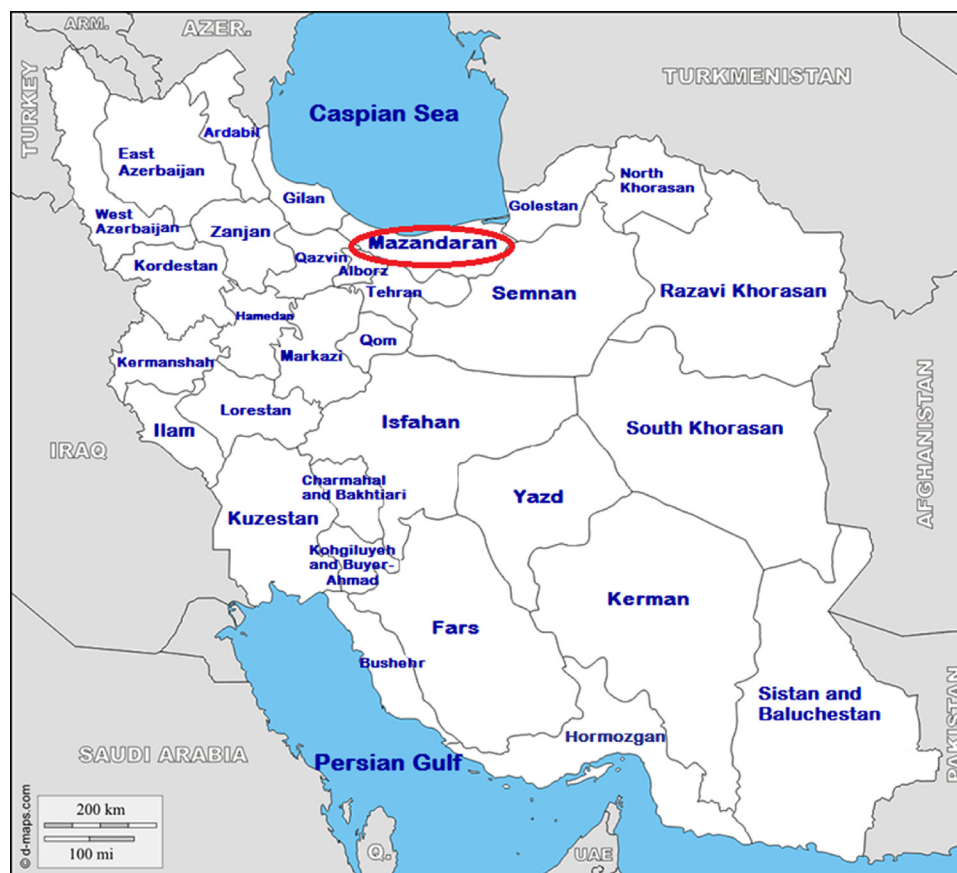 ARM.
AZER.
TURKEY
TURKMENISTAN
Caspian Sea
Ardabil
East
Azerbaijan
North
Khorasan
Gilan
Golestan
West
Azerbaijan
Zanjan
Mazandaran
Qazvin
Kordestan
Alborz
Tehran
Semnan
Razavi Khorasan
Hamedan
Qom
Markazi
Kermanshah
Lorestan
Isfahan
South Khorasan
Ilam
IRAQ
AFGHANISTAN
Charmahal
and Bakhtiari
Yazd
Kuzestan
Kohgiluyeh
and Buyer-
Ahmad
Kerman
Fars
Bushehr
Sistan and
Baluchestan
Hormozgan
PAKISTAN
SAUDI ARABIA
Persian Gulf
200 km
100 mi
© d-maps.com
Q.
UAE